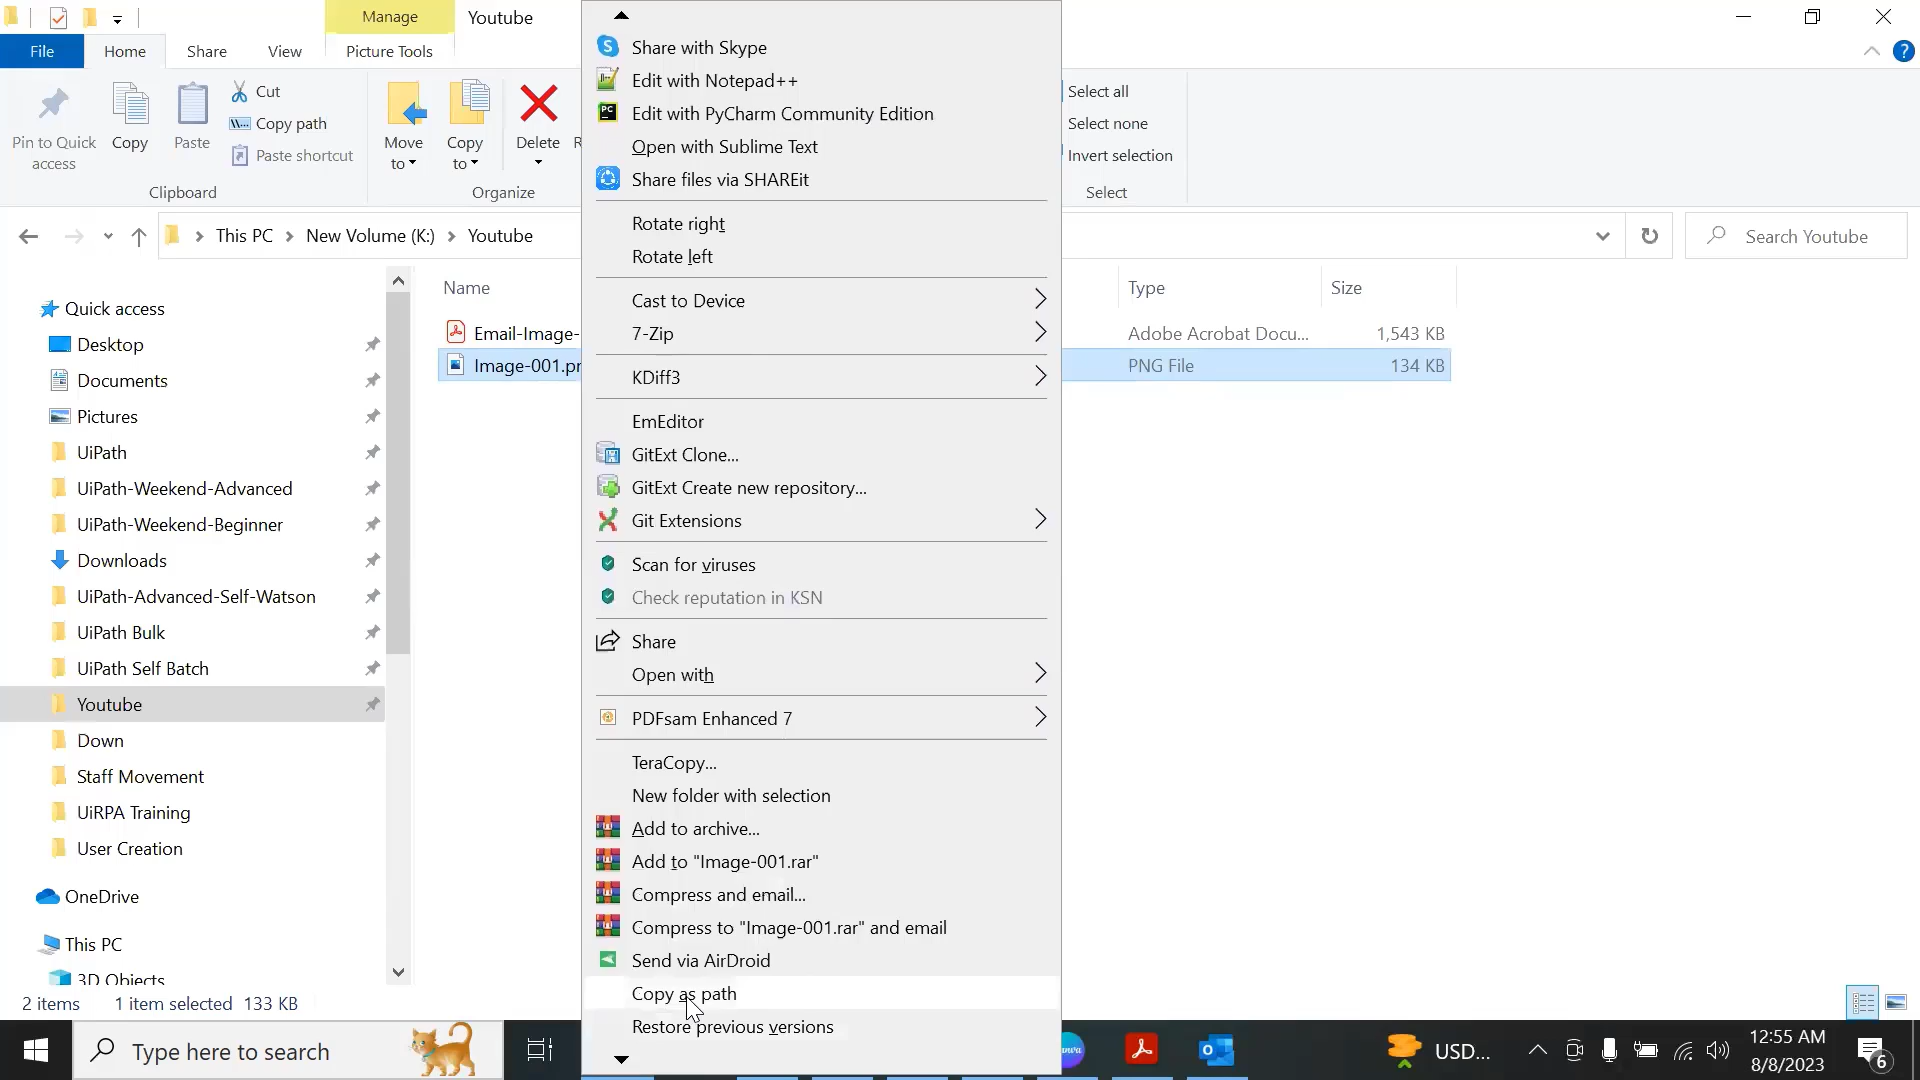 Manage
Youtube
File
Home
Share
View
Picture Tools
Pin to Quick access
Copy
Paste
Cut
Copy path
Paste shortcut
Clipboard
Move to
Copy to
Delete
Organize
Select all
Select none
Invert selection
Select
This PC
New Volume (K:)
Youtube
Search Youtube
Name
Type
Size
Email-Image-
Adobe Acrobat Docu...
1,543 KB
Image-001.pr
PNG File
134 KB
Quick access
Desktop
Documents
Pictures
UiPath
UiPath-Weekend-Advanced
UiPath-Weekend-Beginner
Downloads
UiPath-Advanced-Self-Watson
UiPath Bulk
UiPath Self Batch
Youtube
Down
Staff Movement
UiRPA Training
User Creation
OneDrive
This PC
3D Objects
2 items
1 item selected
133 KB
Share with Skype
Edit with Notepad++
Edit with PyCharm Community Edition
Open with Sublime Text
Share files via SHAREit
Rotate right
Rotate left
Cast to Device
7-Zip
KDiff3
EmEditor
GitExt Clone...
GitExt Create new repository...
Git Extensions
Scan for viruses
Check reputation in KSN
Share
Open with
PDFsam Enhanced 7
TeraCopy...
New folder with selection
Add to archive...
Add to "Image-001.rar"
Compress and email...
Compress to "Image-001.rar" and email
Send via AirDroid
Copy as path
Restore previous versions
Type here to search
USD...
12:55 AM
8/8/2023
6